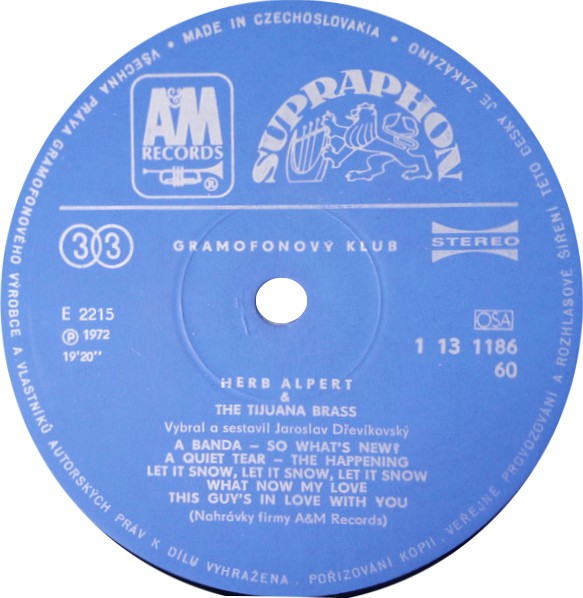 VŠECHNA PRÁVA GRAMOFONOVÉHO VÝROBCE A VLASTNÍKŮ AUTORSKÝCH PRÁV K DÍLU VYHRAŽENA. POŘIZOVÁNÍ KOPIÍ, VEŘEJNÉ PROVOZOVÁNÍ A ROZHLASOVÉ ŠÍŘENÍ TÉTO DESKY JE ZAKÁZÁNO • MADE IN CZECHOSLOVAKIA •
A&M
RECORDS
®
SUPRAPHON
33
GRAMOFONOVÝ KLUB
STEREO
E 2215
Ⓟ 1972
19'20"
OSA
1 13 1186
60
HERB ALPERT
&
THE TIJUANA BRASS
Vybral a sestavil Jaroslav Dřevíkovský
A BANDA – SO WHAT'S NEW?
A QUIET TEAR – THE HAPPENING
LET IT SNOW, LET IT SNOW, LET IT SNOW
WHAT NOW MY LOVE
THIS GUY'S IN LOVE WITH YOU
(Nahrávky firmy A&M Records)